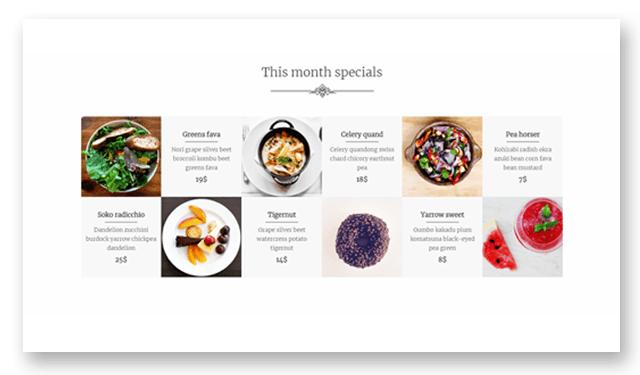 This month specials
Greens fava
Nori grape silver beet
broccoli kombu beet
greens fava
19$
Celery quand
Celery quandong swiss
chard chicory earthnut
pea
18$
Pea horser
Kohlrabi radish okra
azuki bean corn fava
bean mustard
7$
Soko radicchio
Dandelion zucchini
burdock yarrow chickpea
dandelion
25$
Tigernut
Grape silver beet
watercress potato
tigernut
14$
Yarrow sweet
Gumbo kakadu plum
komatsuna black-eyed
pea green
8$